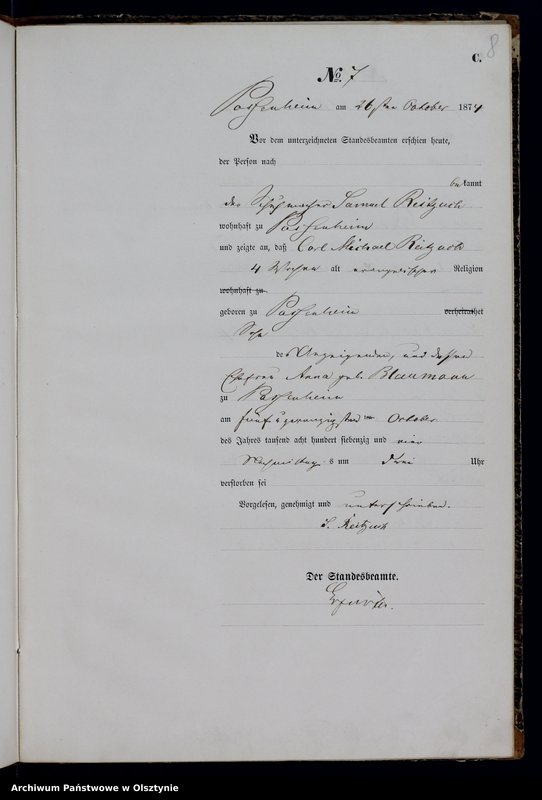 8
C.
No. 7
Passenheim am 26sten October 1874
Vor dem unterzeichneten Standesbeamten erschien heute,
der Person nach
bekannt
der Schuhmacher Samuel Reitzuch
wohnhaft zu Passenheim
und zeigte an, daß Carl Michael Reitzuch
4 Wochen alt evangelischer Religion
wohnhaft zu
geboren zu Passenheim verheirathet
Sohn
des Anzeigenden, und dessen
Ehefrau Anna geb. Blaumann
zu Passenheim
am fünf u zwanzigsten October
des Jahres tausend acht hundert siebenzig und vier
Nachmittags um drei Uhr
verstorben sei
Vorgelesen, genehmigt und unterschrieben.
S. Reitzuch
Der Standesbeamte.
Archiwum Państwowe w Olsztynie